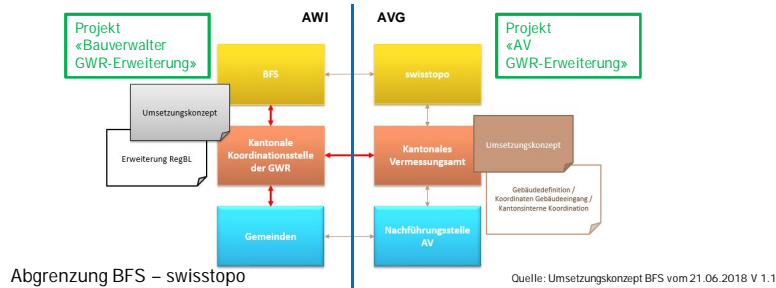 AWI
AVG
Projekt
«Bauverwalter
GWR-Erweiterung»
Projekt
«AV
GWR-Erweiterung»
BFS
swisstopo
Umsetzungskonzept
Erweiterung RegBL
Kantonale
Koordinationsstelle
der GWR
Kantonales
Vermessungsamt
Umsetzungskonzept
Gebäudedefinition /
Koordinaten Gebäudeeingang /
Kantonsinterne Koordination
Gemeinden
Nachführungsstelle
AV
Abgrenzung BFS – swisstopo
Quelle: Umsetzungskonzept BFS vom 21.06.2018 V 1.1